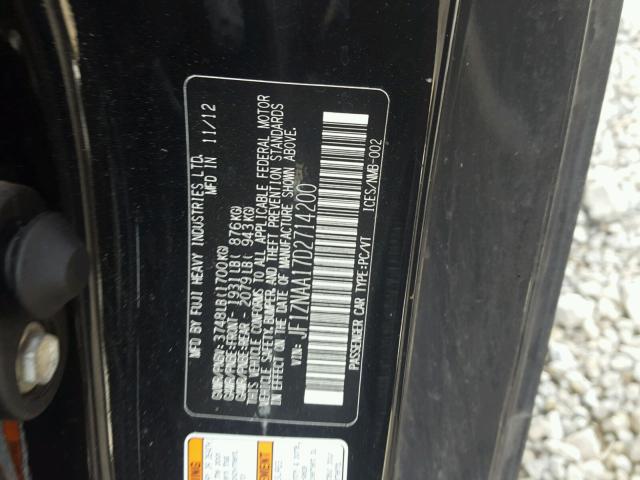 MFD BY FUJI HEAVY INDUSTRIES LTD.
MFD IN 11/12
GVWR/PNBV: 3748LB(1700KG)
GAWR/PNBE:FRONT-1931LB( 876KG)
GAWR/PNBE:REAR -2079LB( 943KG)
THIS VEHICLE CONFORMS TO ALL APPLICABLE FEDERAL MOTOR
VEHICLE SAFETY,BUMPER AND THEFT PREVENTION STANDARDS
IN EFFECT ON THE DATE OF MANUFACTURE SHOWN ABOVE.
VIN: JF1ZNAA17D2714200
PASSENGER CAR TYPE:PC/VT ICES/NMB-002